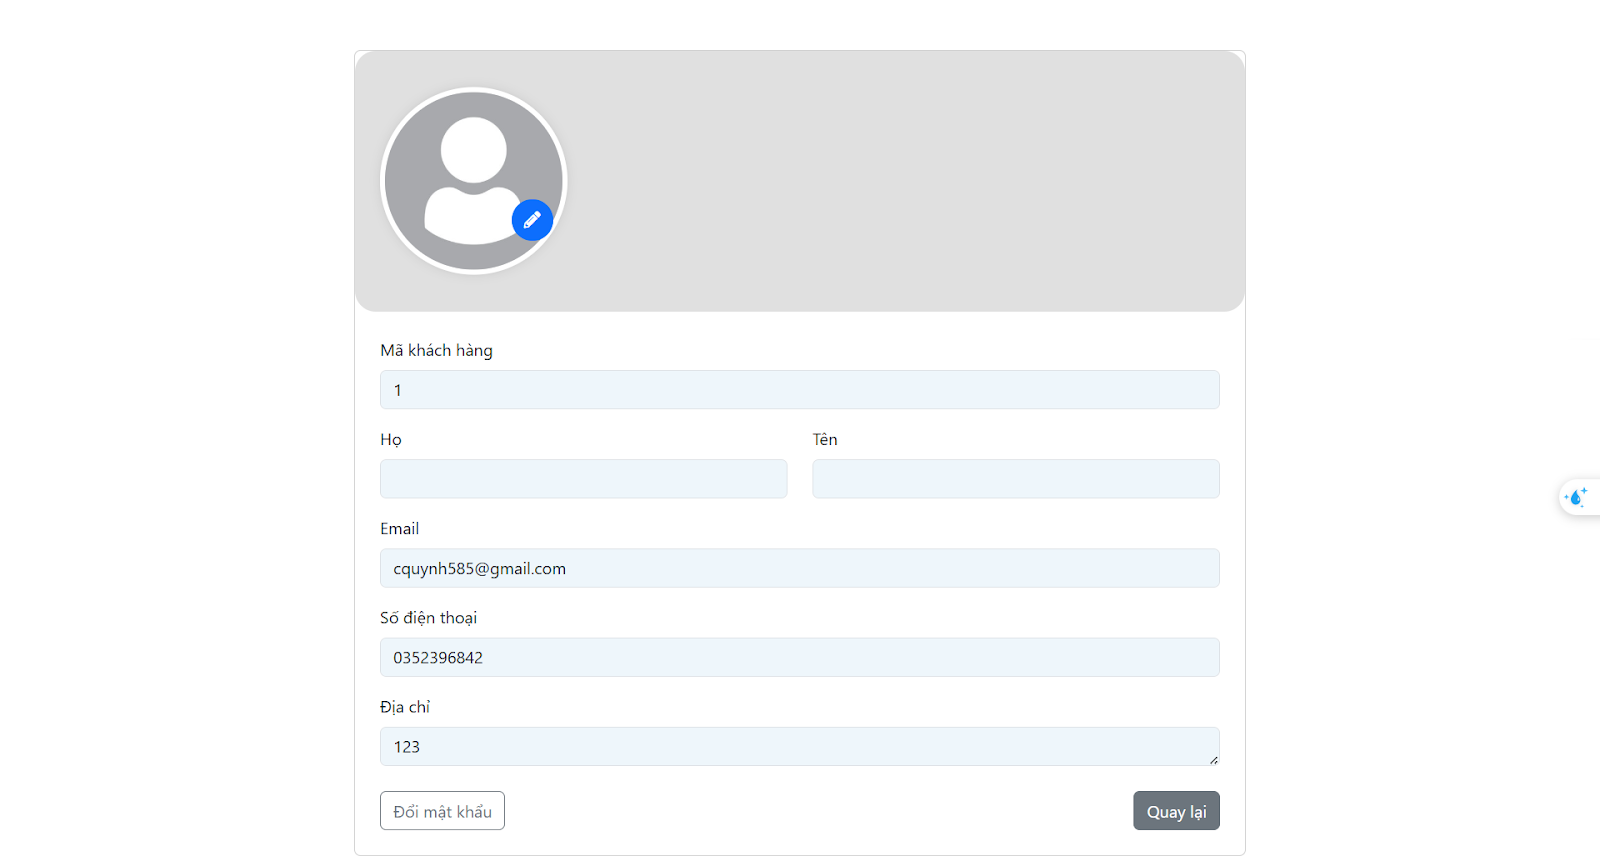 Mã khách hàng
1
Họ
Tên
Email
cquynh585@gmail.com
Số điện thoại
0352396842
Địa chỉ
123
Đổi mật khẩu
Quay lại